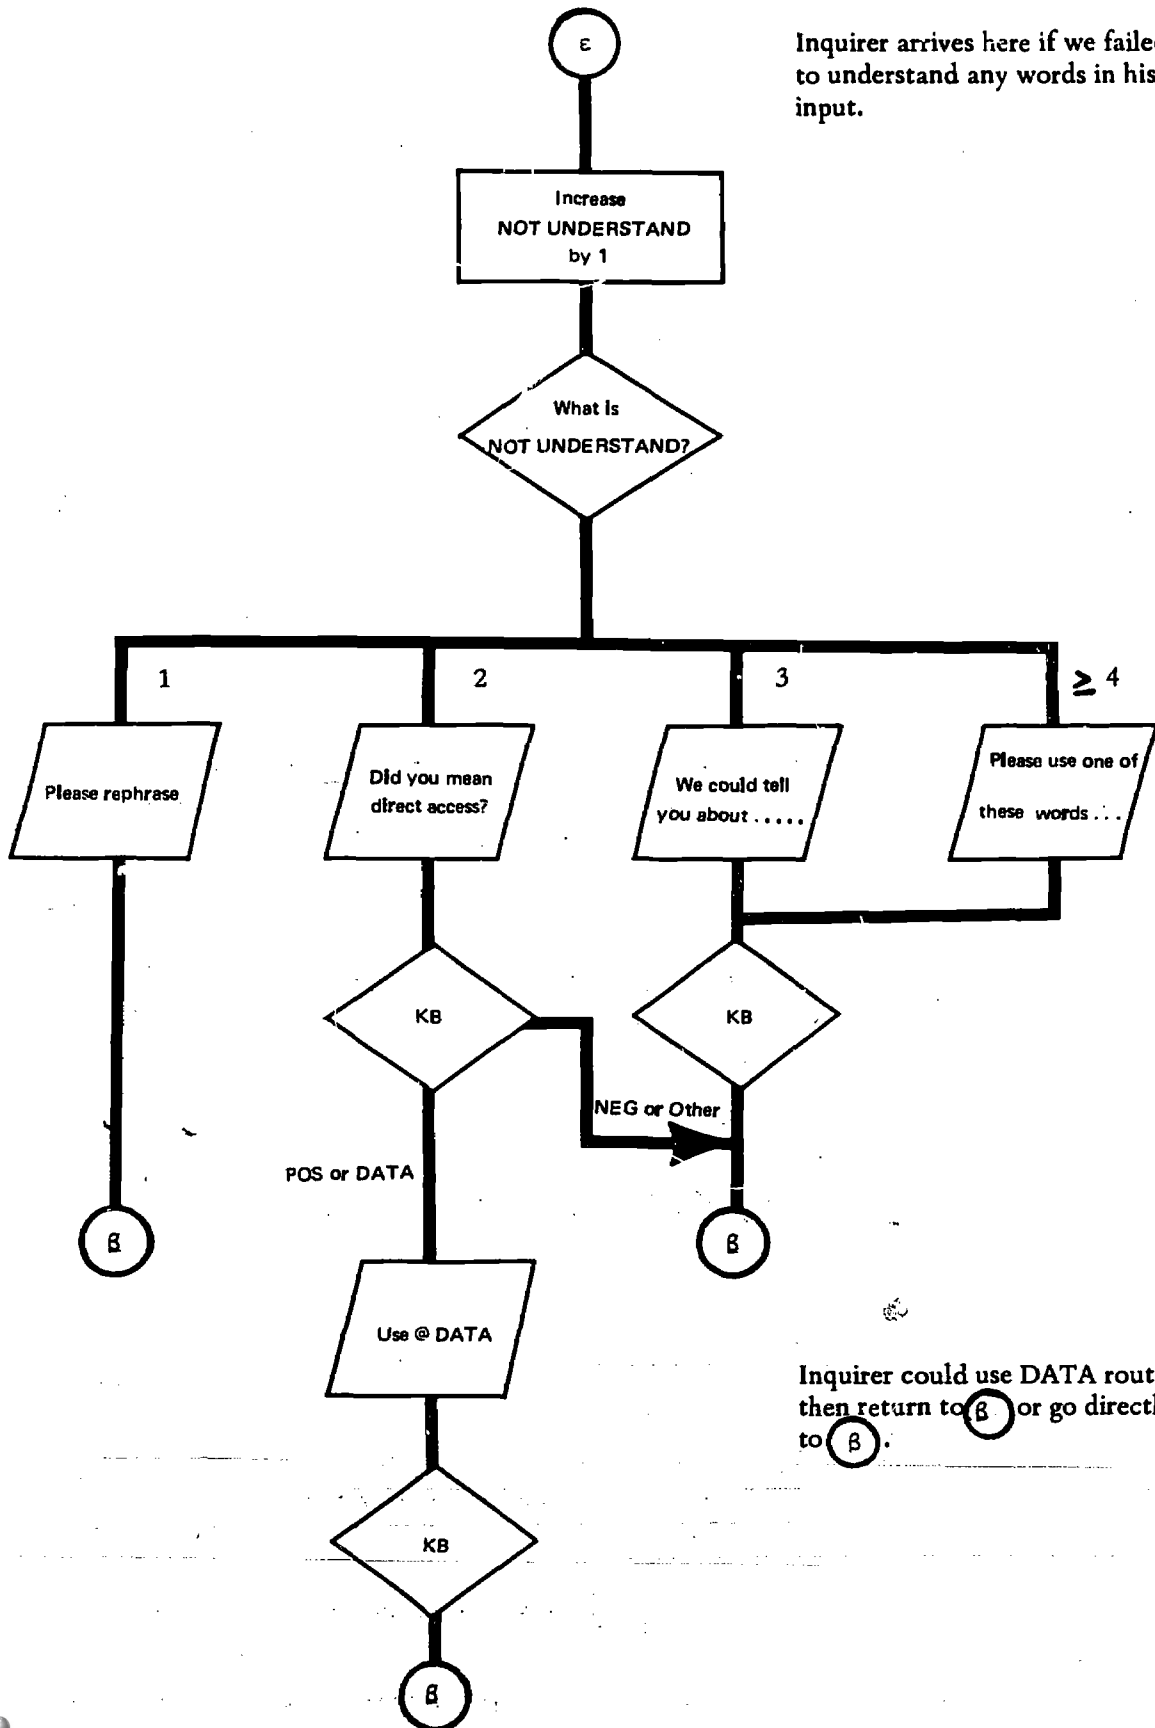 ε
Inquirer arrives here if we faile
to understand any words in his
input.
Increase
NOT UNDERSTAND
by 1
What is
NOT UNDERSTAND?
1
2
3
≥ 4
Please rephrase
Did you mean
direct access?
We could tell
you about .....
Please use one of
these words ...
KB
KB
NEG or Other
POS or DATA
β
β
Use @ DATA
Inquirer could use DATA rout
then return to β or go directl
to β .
KB
β